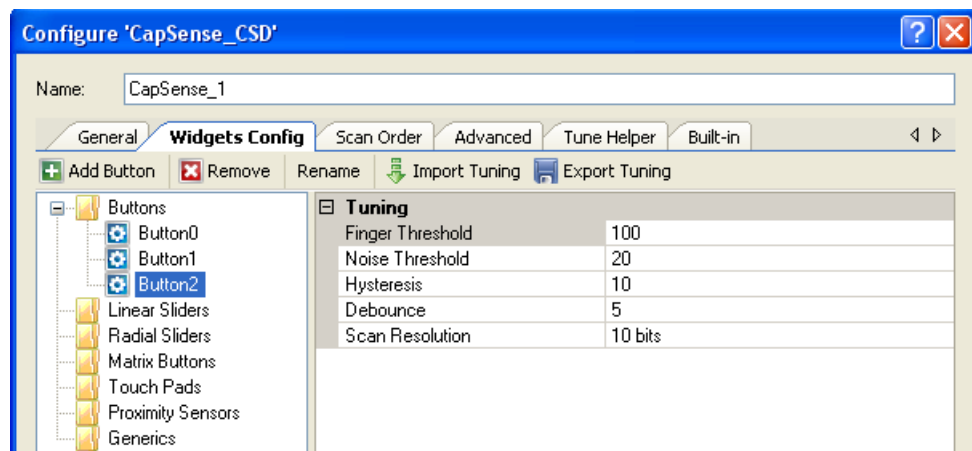 Configure 'CapSense_CSD'
Name: CapSense_1
General Widgets Config Scan Order Advanced Tune Helper Built-in
Add Button Remove Rename Import Tuning Export Tuning
Buttons
Button0
Button1
Button2
Linear Sliders
Radial Sliders
Matrix Buttons
Touch Pads
Proximity Sensors
Generics
Tuning
Finger Threshold 100
Noise Threshold 20
Hysteresis 10
Debounce 5
Scan Resolution 10 bits